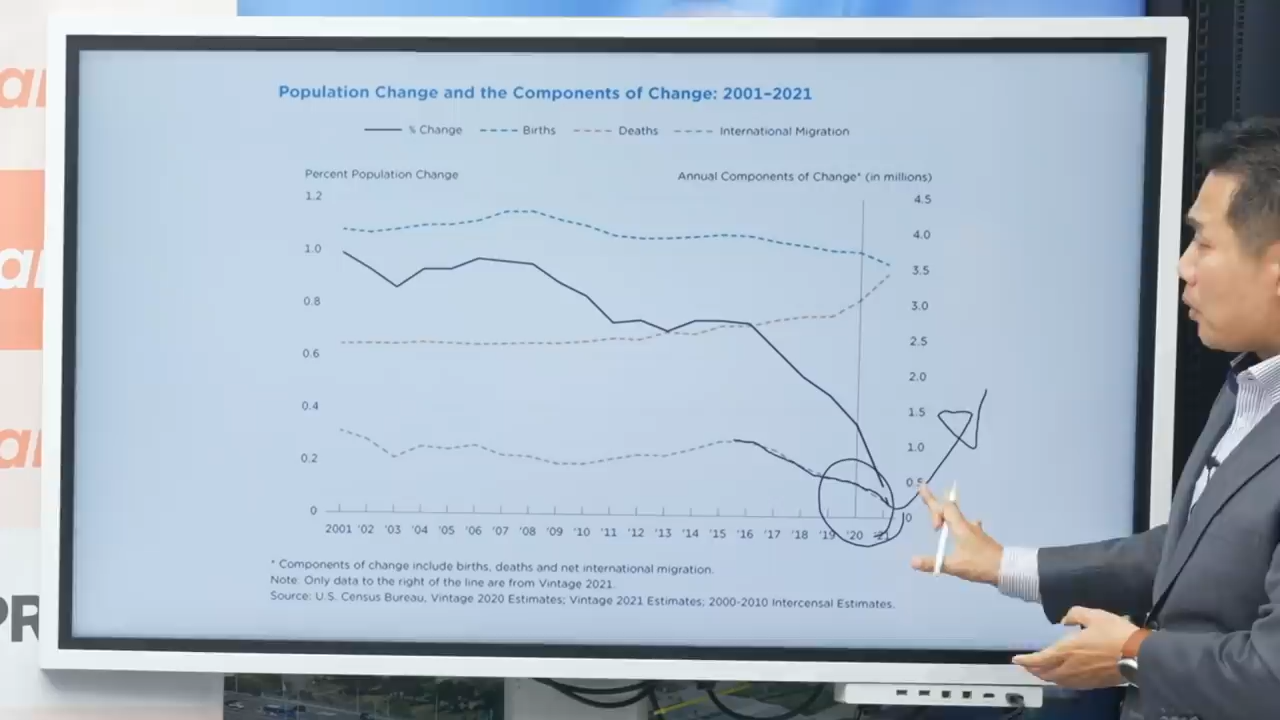 Population Change and the Components of Change: 2001–2021
% Change Births Deaths International Migration
Percent Population Change
Annual Components of Change* (in millions)
1.2
1.0
0.8
0.6
0.4
0.2
0
4.5
4.0
3.5
3.0
2.5
2.0
1.5
1.0
0.5
0
2001 '02 '03 '04 '05 '06 '07 '08 '09 '10 '11 '12 '13 '14 '15 '16 '17 '18 '19 '20 '21
* Components of change include births, deaths and net international migration.
Note: Only data to the right of the line are from Vintage 2021.
Source: U.S. Census Bureau, Vintage 2020 Estimates; Vintage 2021 Estimates; 2000-2010 Intercensal Estimates.